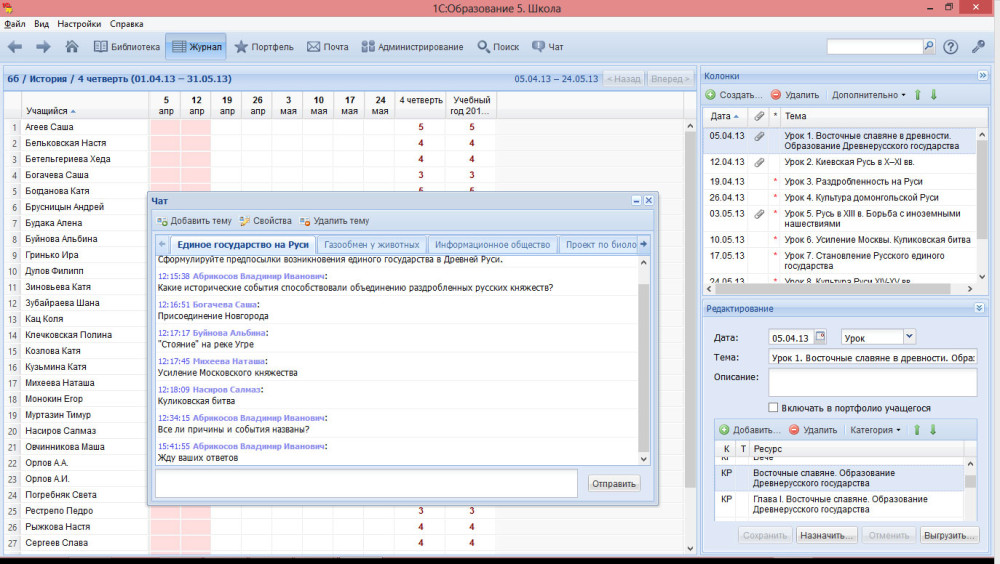 1С:Образование 5. Школа
Файл Вид Настройки Справка
Библиотека Журнал Портфель Почта Администрирование Поиск Чат
6б / История / 4 четверть (01.04.13 – 31.05.13) 05.04.13 – 24.05.13 < Назад Вперед >
Учащийся 5 апр 12 апр 19 апр 26 апр 3 мая 10 мая 17 мая 24 мая 4 четверть Учебный год 201...
1 Агеев Саша 5 5
2 Бельковская Настя 4 4
3 Бетельгериева Хеда 4 4
4 Богачева Саша 3 3
5 Богданова Катя
6 Брусницын Андрей
7 Будака Алена
8 Буйнова Альбина
9 Гринько Ира
10 Дулов Филипп
11 Зиновьева Катя
12 Зубайраева Шана
13 Кац Коля
14 Клечковская Полина
15 Козлова Катя
16 Кузьмина Катя
17 Михеева Наташа
18 Монокин Егор
19 Муртазин Тимур
20 Насиров Салмаз
21 Овчинникова Маша
22 Орлов А.А.
23 Орлов А.И.
24 Погребняк Света
25 Рестрепо Педро 3 3
26 Рыжкова Настя 4 4
27 Сергеев Слава 4 4
Чат
Добавить тему Свойства Удалить тему
Единое государство на Руси Газообмен у животных Информационное общество Проект по биоло
Сформулируйте предпосылки возникновения единого государства в Древней Руси.
12:15:38 Абрикосов Владимир Иванович:
Какие исторические события способствовали объединению раздробленных русских княжеств?
12:16:51 Богачева Саша:
Присоединение Новгорода
12:17:17 Буйнова Альбина:
"Стояние" на реке Угре
12:17:45 Михеева Наташа:
Усиление Московского княжества
12:18:09 Насиров Салмаз:
Куликовская битва
12:34:15 Абрикосов Владимир Иванович:
Все ли причины и события названы?
15:41:55 Абрикосов Владимир Иванович:
Жду ваших ответов
Отправить
Колонки
Создать... Удалить Дополнительно
Дата * Тема
05.04.13 Урок 1. Восточные славяне в древности.
Образование Древнерусского государства
12.04.13 Урок 2. Киевская Русь в X–XI вв.
19.04.13 * Урок 3. Раздробленность на Руси
26.04.13 * Урок 4. Культура домонгольской Руси
03.05.13 * Урок 5. Русь в XIII в. Борьба с иноземными
нашествиями
10.05.13 * Урок 6. Усиление Москвы. Куликовская битва
17.05.13 * Урок 7. Становление Русского единого
государства
24.05.13 * Урок 8. Культура Руси XIV-XV вв.
Редактирование
Дата: 05.04.13 Урок
Тема: Урок 1. Восточные славяне в древности. Обра
Описание:
Включать в портфолио учащегося
Добавить... Удалить Категория
К Т Ресурс
КР Восточные славяне. Образование
Древнерусского государства
КР Глава I. Восточные славяне. Образование
Древнерусского государства
Сохранить Назначить... Отменить Выгрузить...